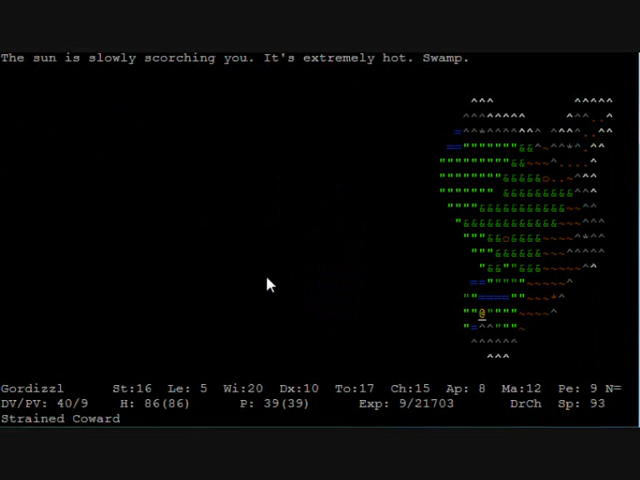 The sun is slowly scorching you. It's extremely hot. Swamp.
Gordizzl St:16 Le: 5 Wi:20 Dx:10 To:17 Ch:15 Ap: 8 Ma:12 Pe: 9 N=
DV/PV: 40/9 H: 86(86) P: 39(39) Exp: 9/21703 DrCh Sp: 93
Strained Coward